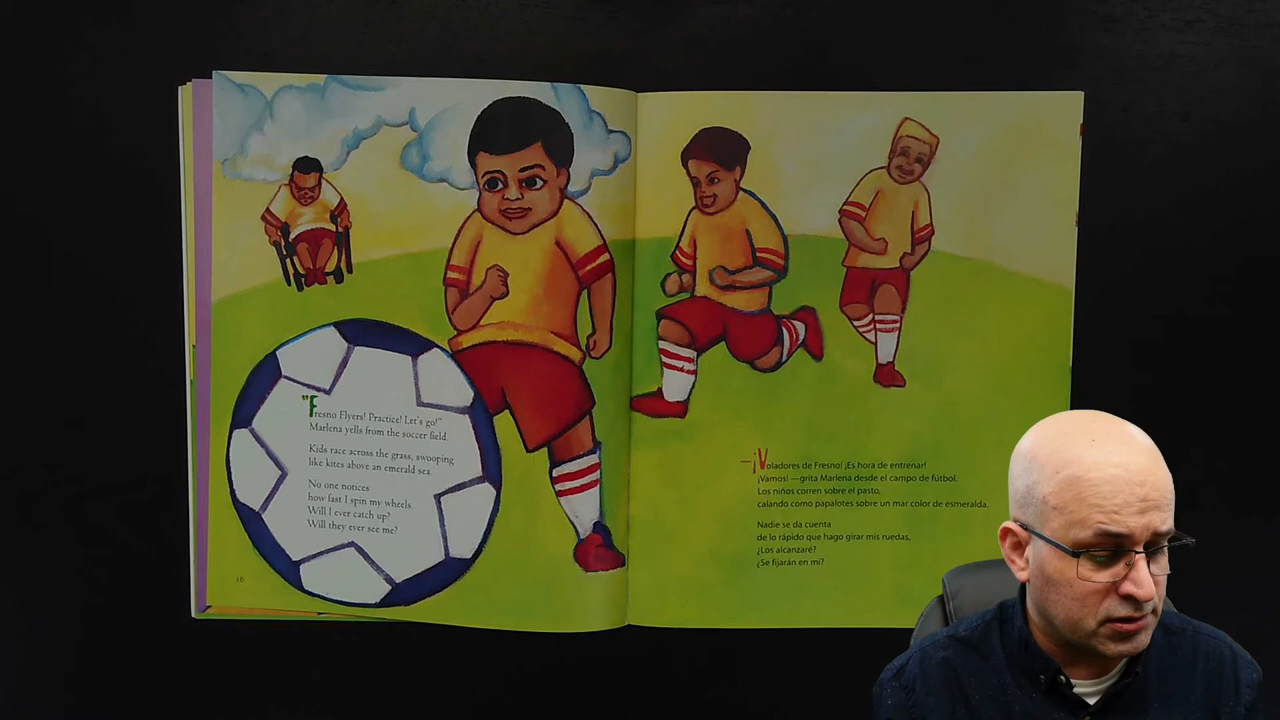 "Fresno Flyers! Practice! Let's go!"
Marlena yells from the soccer field.
Kids race across the grass, swooping
like kites above an emerald sea.
No one notices
how fast I spin my wheels.
Will I ever catch up?
Will they ever see me?
16
—¡Voladores de Fresno! ¡Es hora de entrenar!
¡Vamos! —grita Marlena desde el campo de fútbol.
Los niños corren sobre el pasto,
calando como papalotes sobre un mar color de esmeralda.
Nadie se da cuenta
de lo rápido que hago girar mis ruedas,
¿Los alcanzaré?
¿Se fijarán en mí?